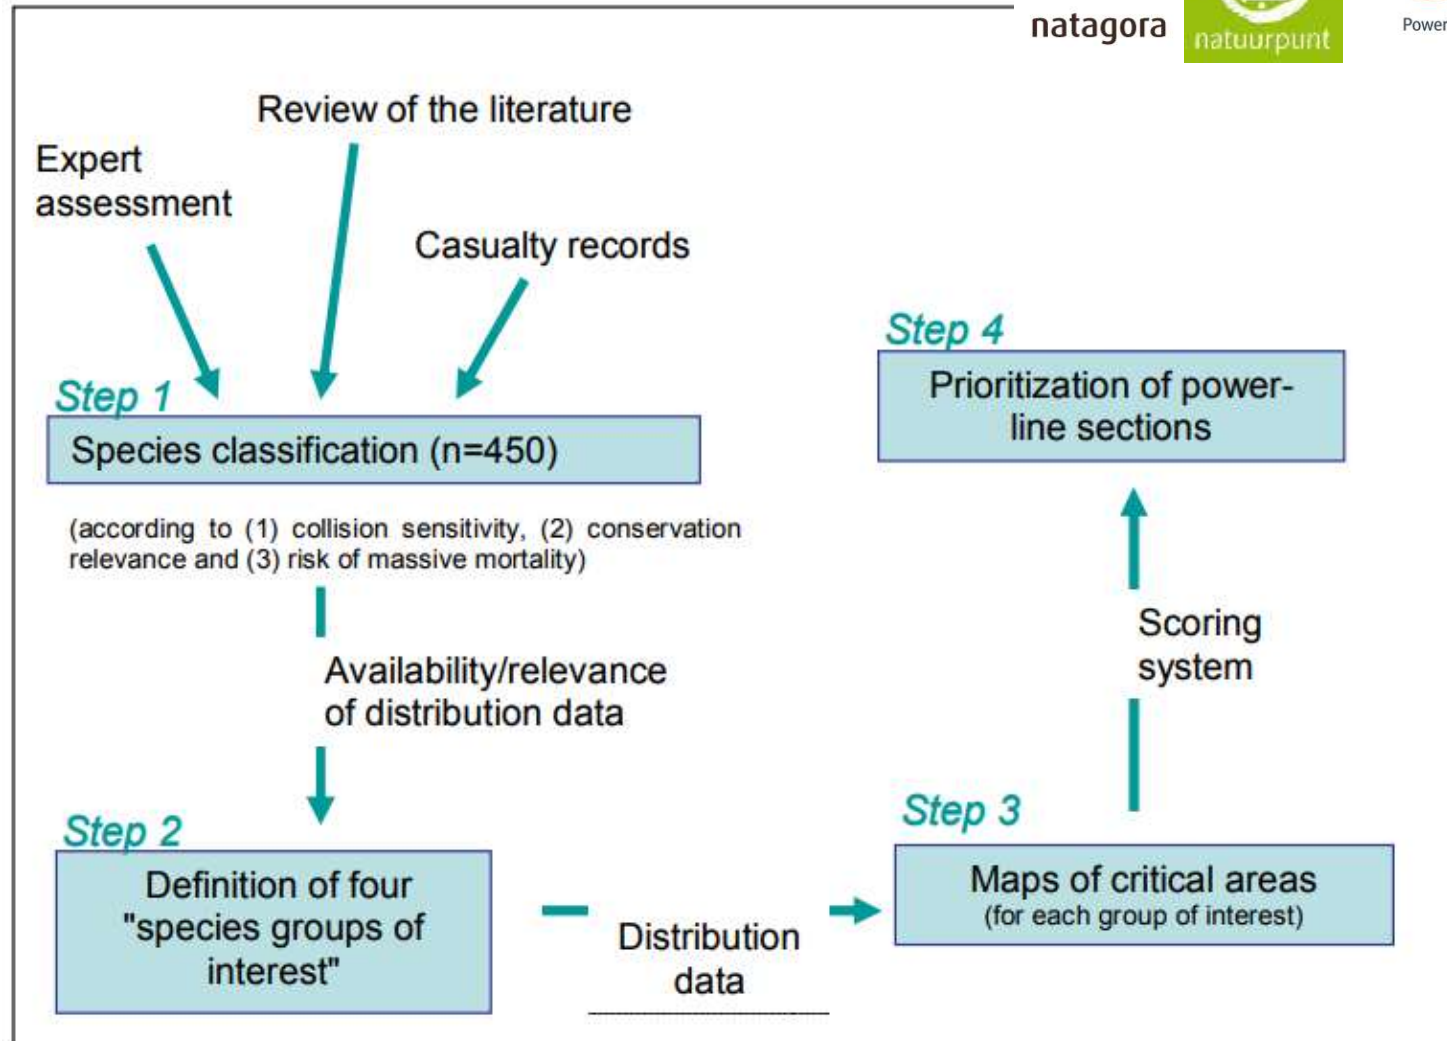 natagora
natuurpunt
Power
Review of the literature
Expert
assessment
Casualty records
Step 1
Species classification (n=450)
(according to (1) collision sensitivity, (2) conservation
relevance and (3) risk of massive mortality)
Availability/relevance
of distribution data
Step 2
Definition of four
"species groups of
interest"
Distribution
data
Step 3
Maps of critical areas
(for each group of interest)
Scoring
system
Step 4
Prioritization of power-
line sections